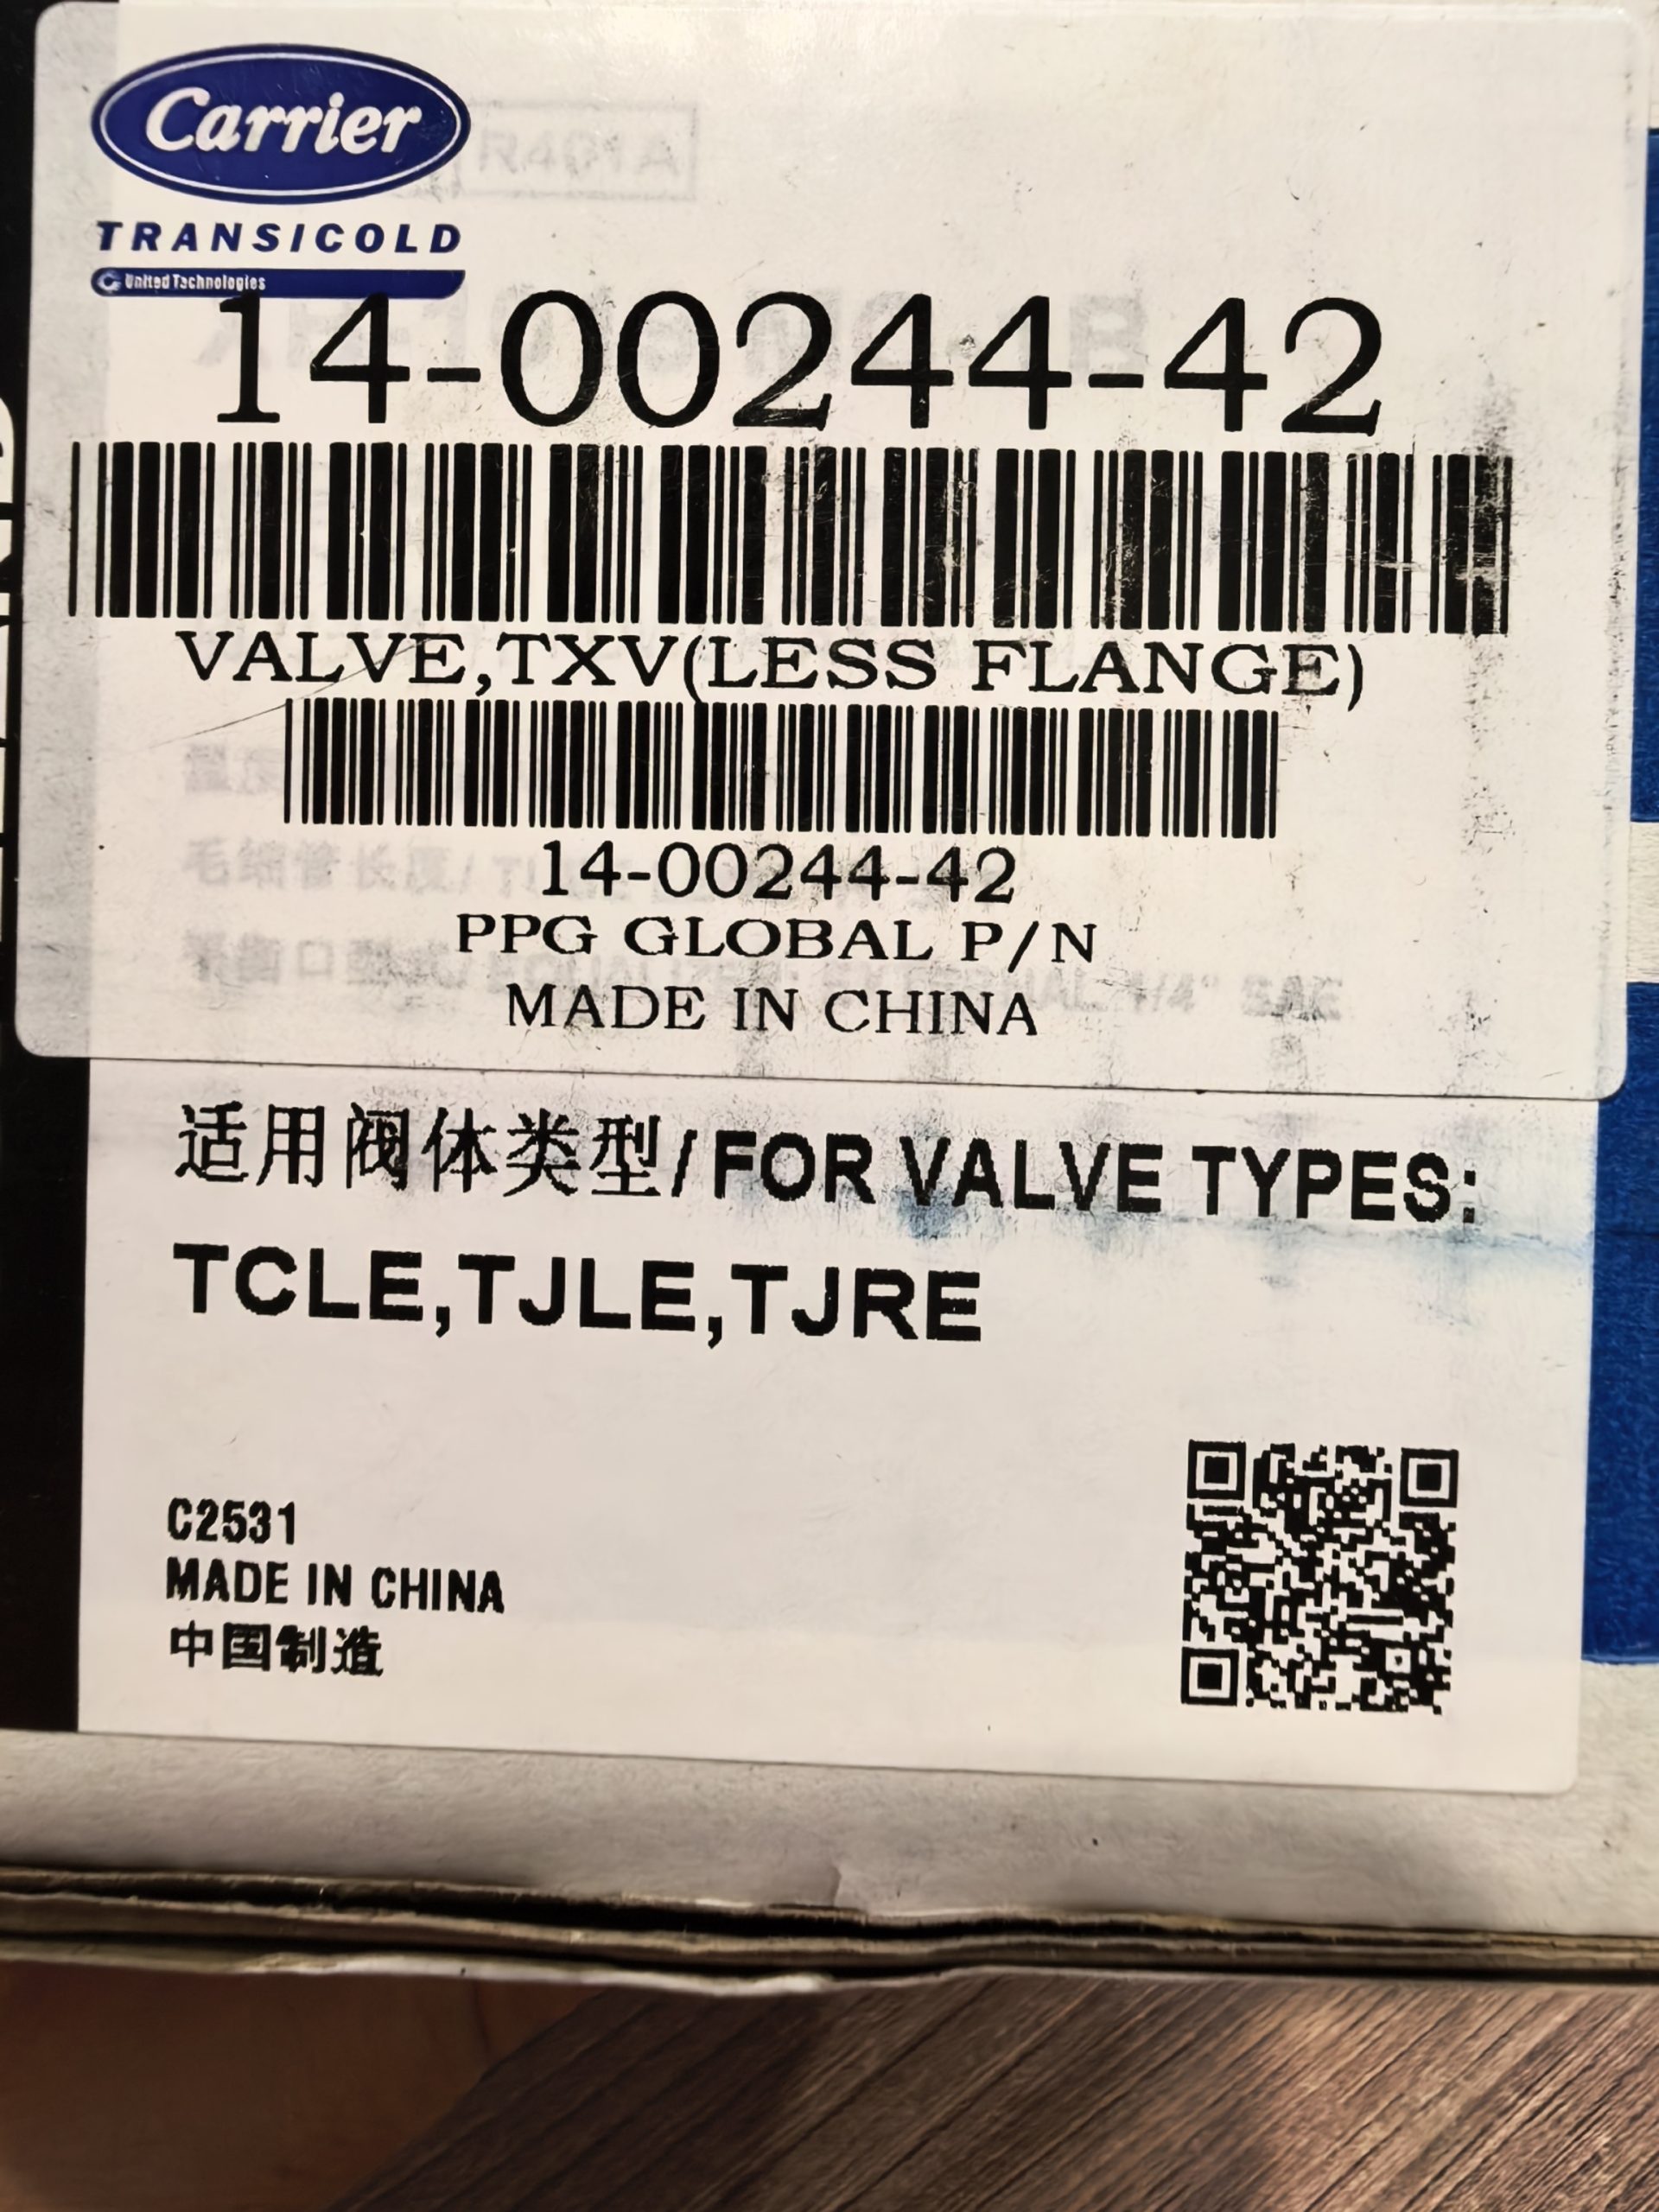 Carrier
TRANSICOLD
United Technologies
14-00244-42
VALVE,TXV(LESS FLANGE)
14-00244-42
PPG GLOBAL P/N
MADE IN CHINA
适用阀体类型/FOR VALVE TYPES:
TCLE,TJLE,TJRE
C2531
MADE IN CHINA
中国制造